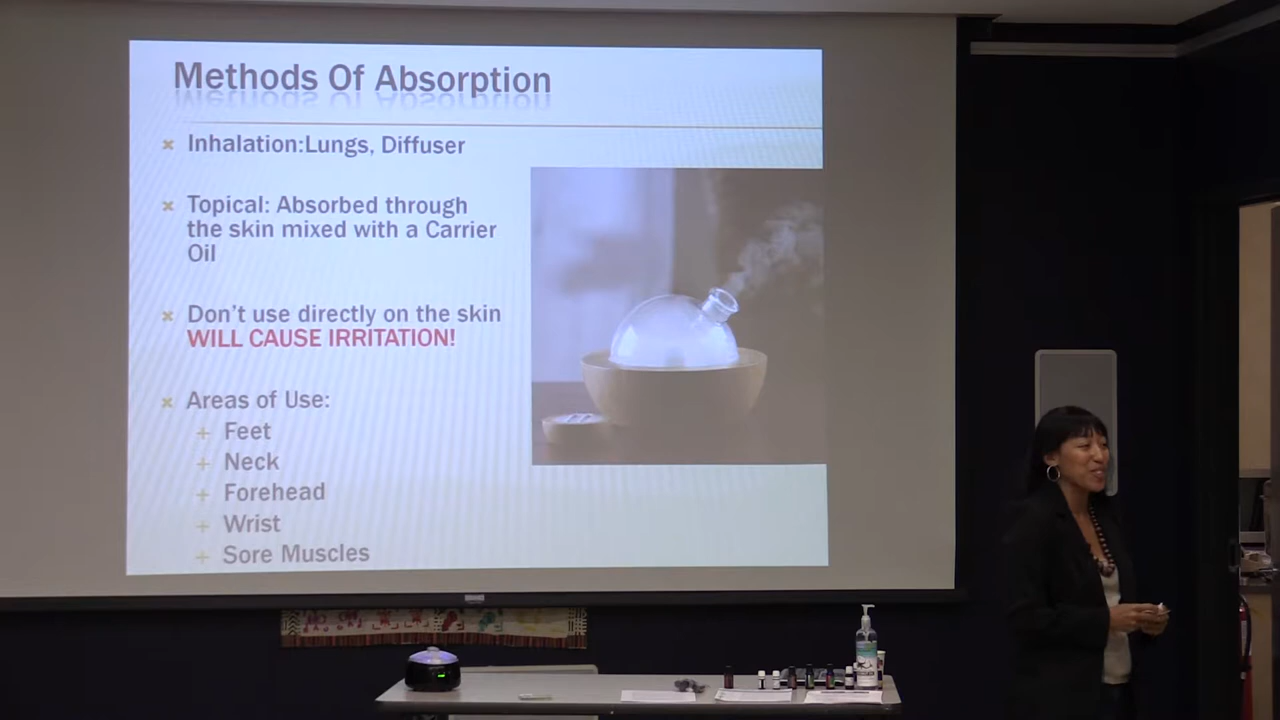 Methods Of Absorption
Inhalation:Lungs, Diffuser
Topical: Absorbed through
the skin mixed with a Carrier
Oil
Don't use directly on the skin
WILL CAUSE IRRITATION!
Areas of Use:
Feet
Neck
Forehead
Wrist
Sore Muscles